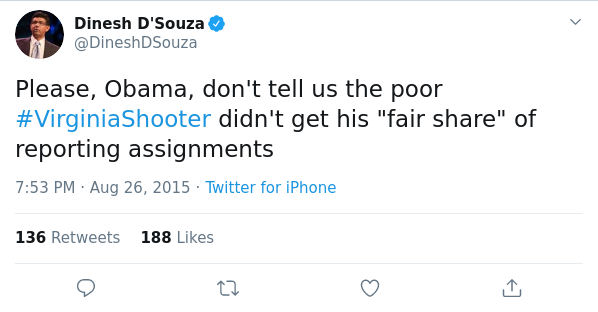 Dinesh D'Souza
@DineshDSouza
Please, Obama, don't tell us the poor
#VirginiaShooter didn't get his "fair share" of
reporting assignments
7:53 PM · Aug 26, 2015 · Twitter for iPhone
136 Retweets 188 Likes